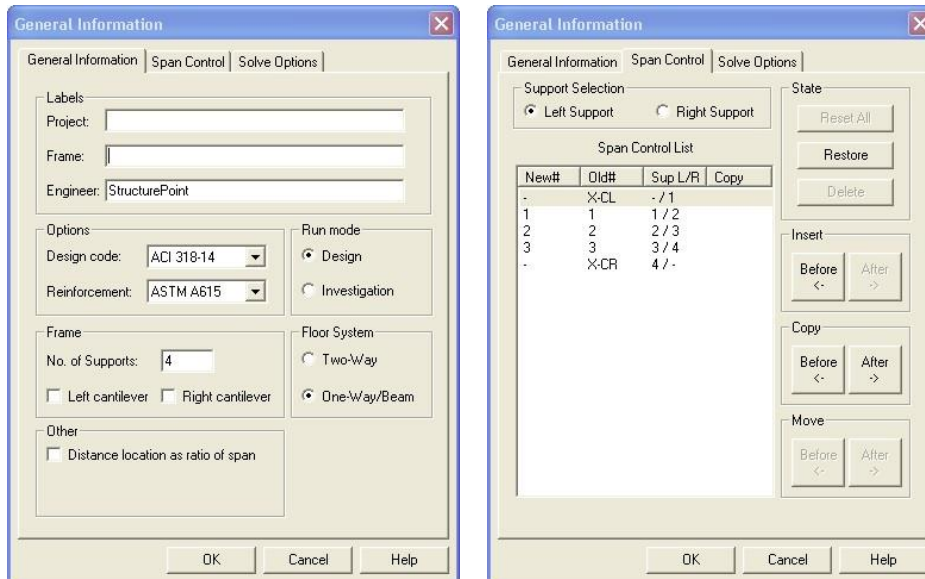 General Information
General Information Span Control Solve Options
Labels
Project:
Frame:
Engineer: StructurePoint
Options
Design code: ACI 318-14
Reinforcement: ASTM A615
Run mode
Design
Investigation
Frame
No. of Supports: 4
Left cantilever Right cantilever
Floor System
Two-Way
One-Way/Beam
Other
Distance location as ratio of span
OK Cancel Help
General Information
General Information Span Control Solve Options
Support Selection
Left Support Right Support
Span Control List
New# Old# Sup L/R Copy
- X-CL - / 1
1 1 1 / 2
2 2 2 / 3
3 3 3 / 4
- X-CR 4 / -
State
Reset All
Restore
Delete
Insert
Before After
<- ->
Copy
Before After
<- ->
Move
Before After
<- ->
OK Cancel Help